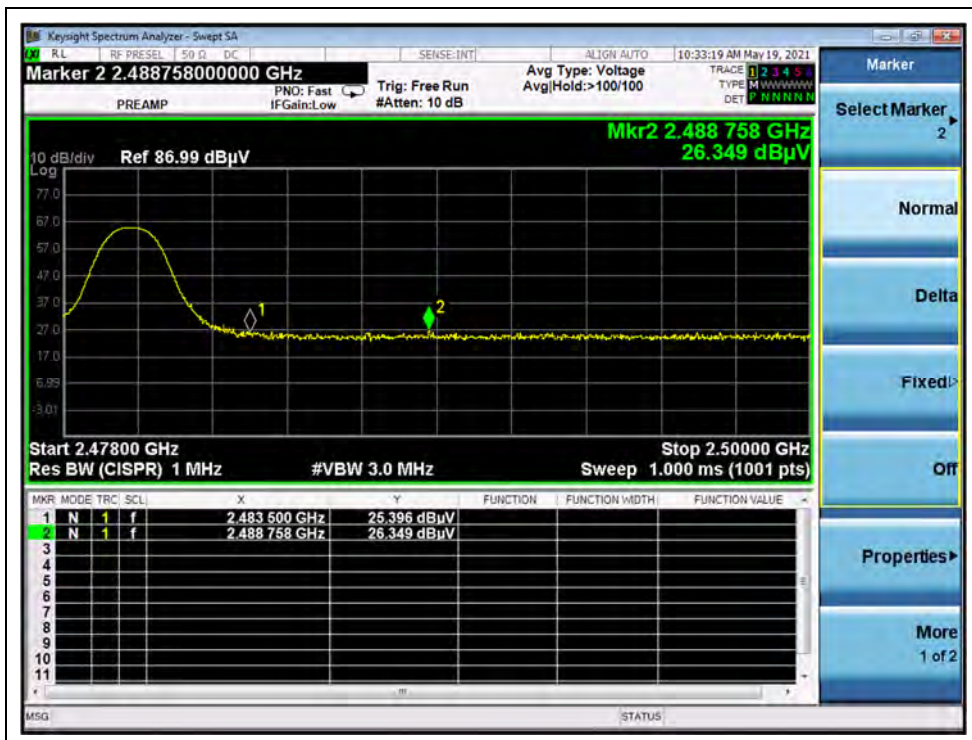 Keysight Spectrum Analyzer - Swept SA
LXI RL RF PRESEL 50 Ω DC SENSE:INT ALIGN AUTO 10:33:19 AM May 19, 2021
Marker 2 2.488758000000 GHz
PREAMP
PNO: Fast
IFGain:Low
Trig: Free Run
#Atten: 10 dB
Avg Type: Voltage
Avg|Hold:>100/100
TRACE 1 2 3 4 5 6
TYPE M W W W W W
DET P N N N N N
Mkr2 2.488 758 GHz
26.349 dBµV
10 dB/div Ref 86.99 dBµV
Log
77.0
67.0
57.0
47.0
37.0
27.0
17.0
6.99
-3.01
1
2
Start 2.47800 GHz Stop 2.50000 GHz
Res BW (CISPR) 1 MHz #VBW 3.0 MHz Sweep 1.000 ms (1001 pts)
MKR MODE TRC SCL X Y FUNCTION FUNCTION WIDTH FUNCTION VALUE
1 N 1 f 2.483 500 GHz 25.396 dBµV
2 N 1 f 2.488 758 GHz 26.349 dBµV
3
4
5
6
7
8
9
10
11
MSG STATUS
Marker
Select Marker
2
Normal
Delta
Fixed
Off
Properties
More
1 of 2